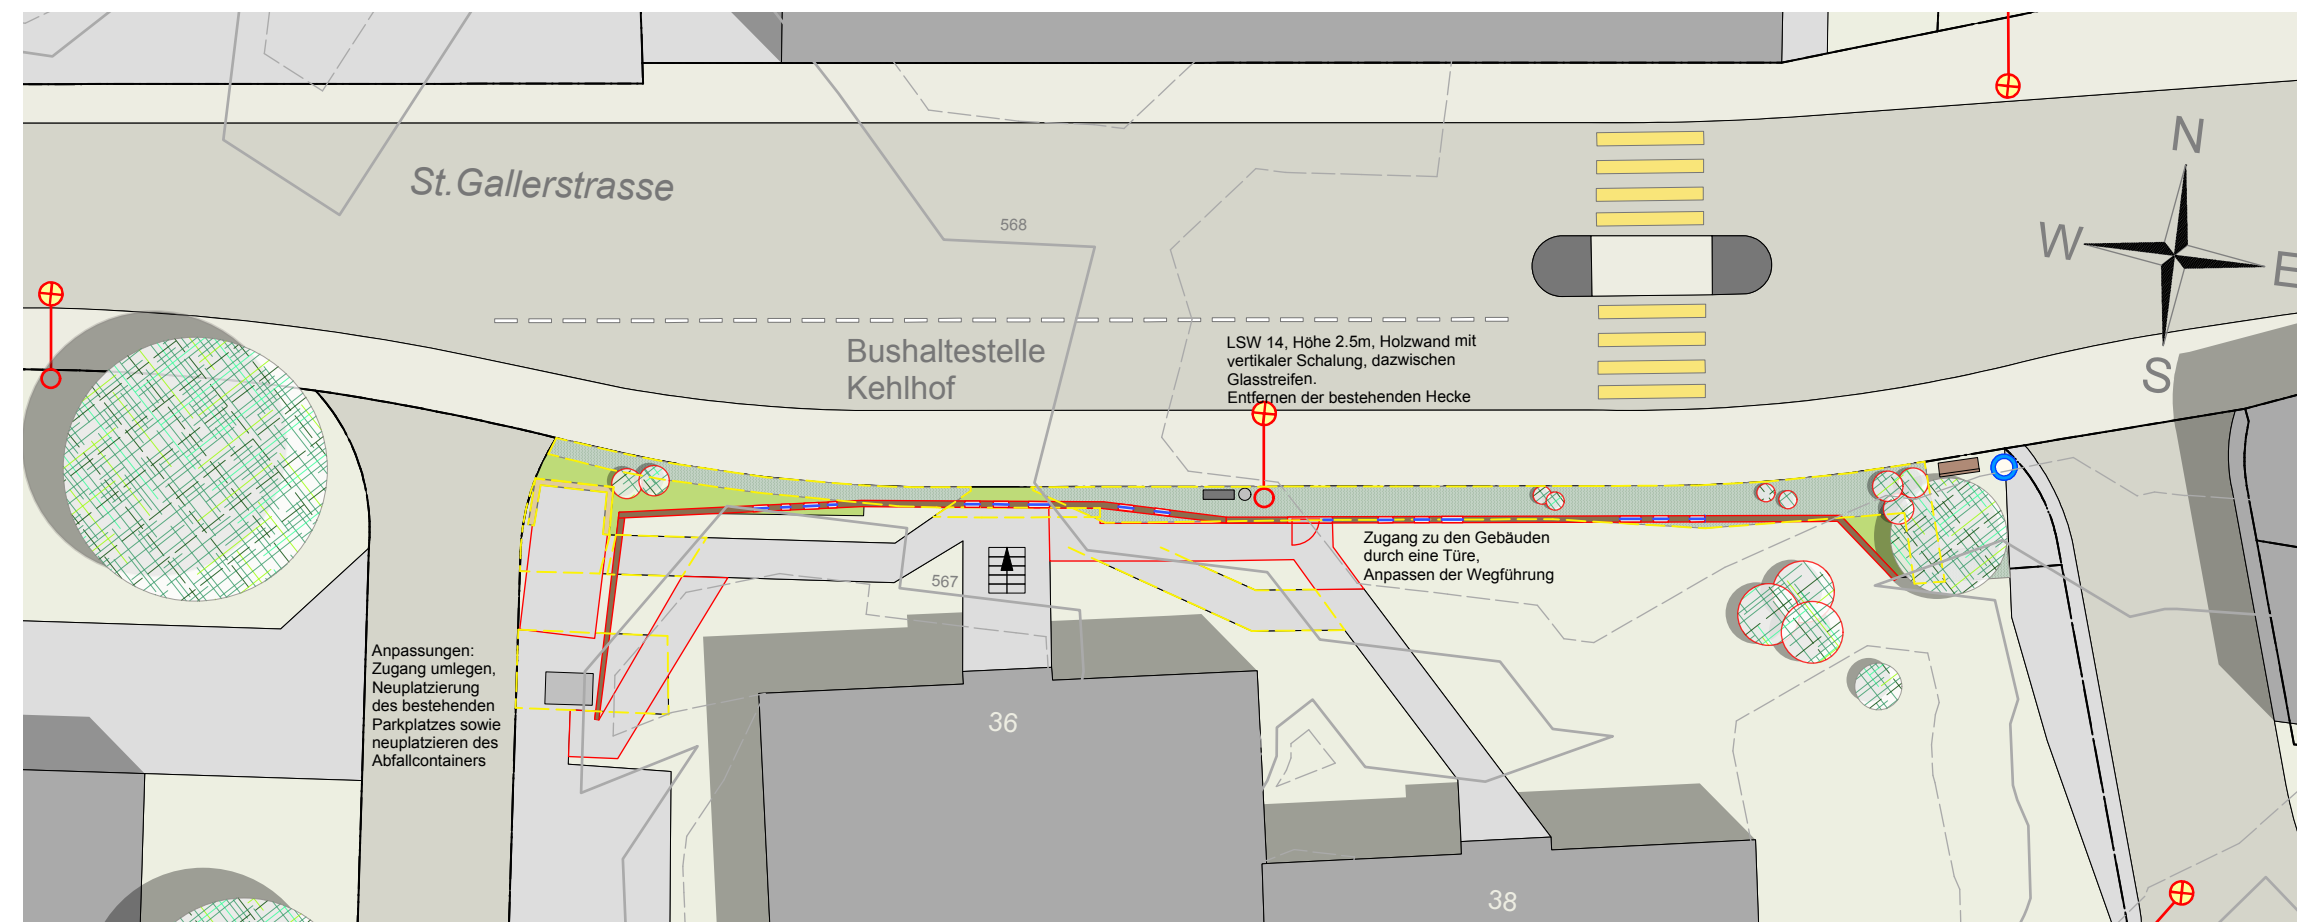 N
St.Gallerstrasse
W
E
568
S
Bushaltestelle
Kehlhof
LSW 14, Höhe 2.5m, Holzwand mit
vertikaler Schalung, dazwischen
Glasstreifen.
Entfernen der bestehenden Hecke
Zugang zu den Gebäuden
durch eine Türe,
Anpassen der Wegführung
567
Anpassungen:
Zugang umlegen,
Neuplatzierung
des bestehenden
Parkplatzes sowie
neuplatzieren des
Abfallcontainers
36
38